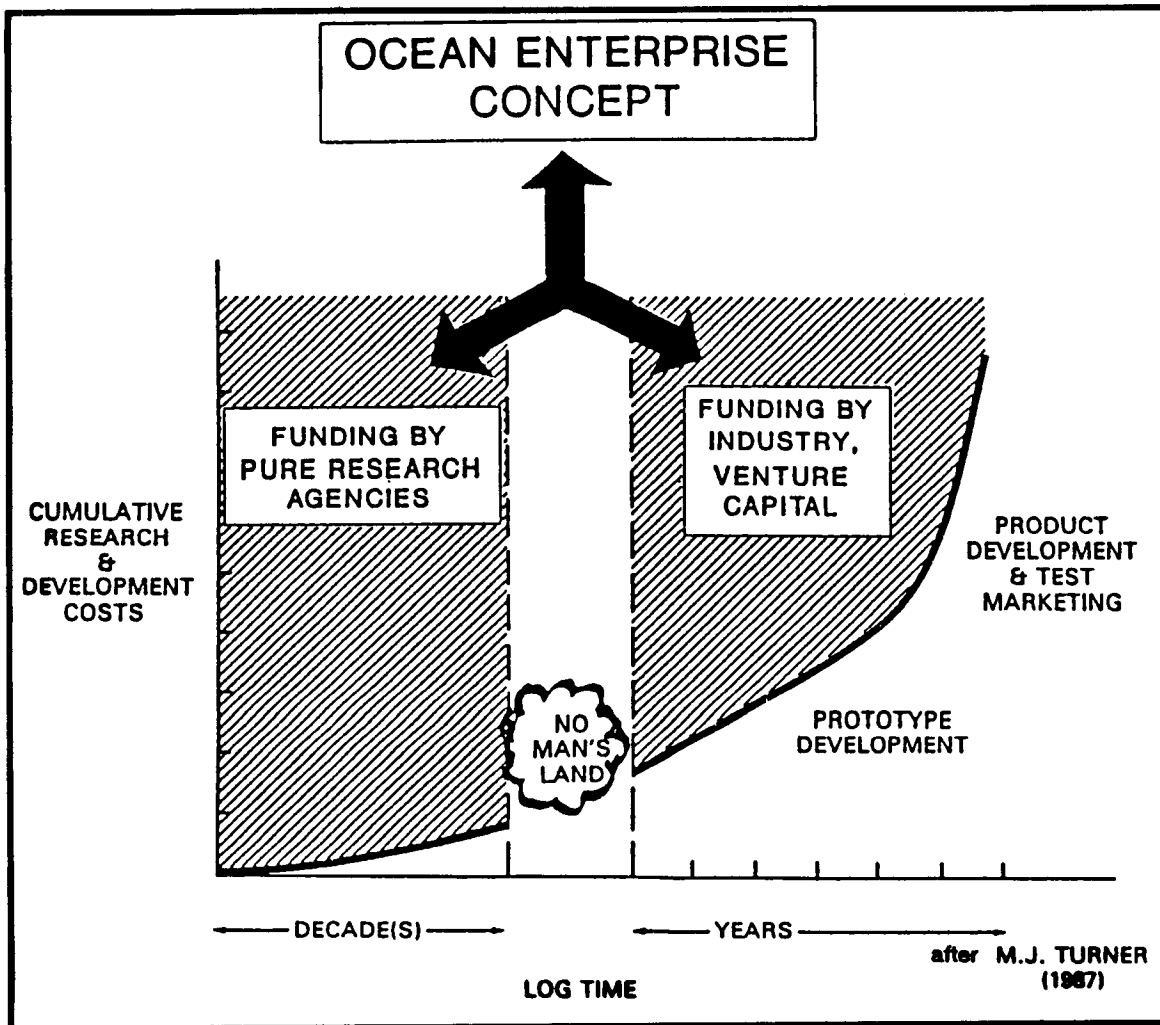 OCEAN ENTERPRISE
CONCEPT
FUNDING BY
PURE RESEARCH
AGENCIES
FUNDING BY
INDUSTRY,
VENTURE
CAPITAL
CUMULATIVE
RESEARCH
&
DEVELOPMENT
COSTS
PRODUCT
DEVELOPMENT
& TEST
MARKETING
NO
MAN'S
LAND
PROTOTYPE
DEVELOPMENT
DECADE(S)
YEARS
LOG TIME
after M.J. TURNER
(1987)